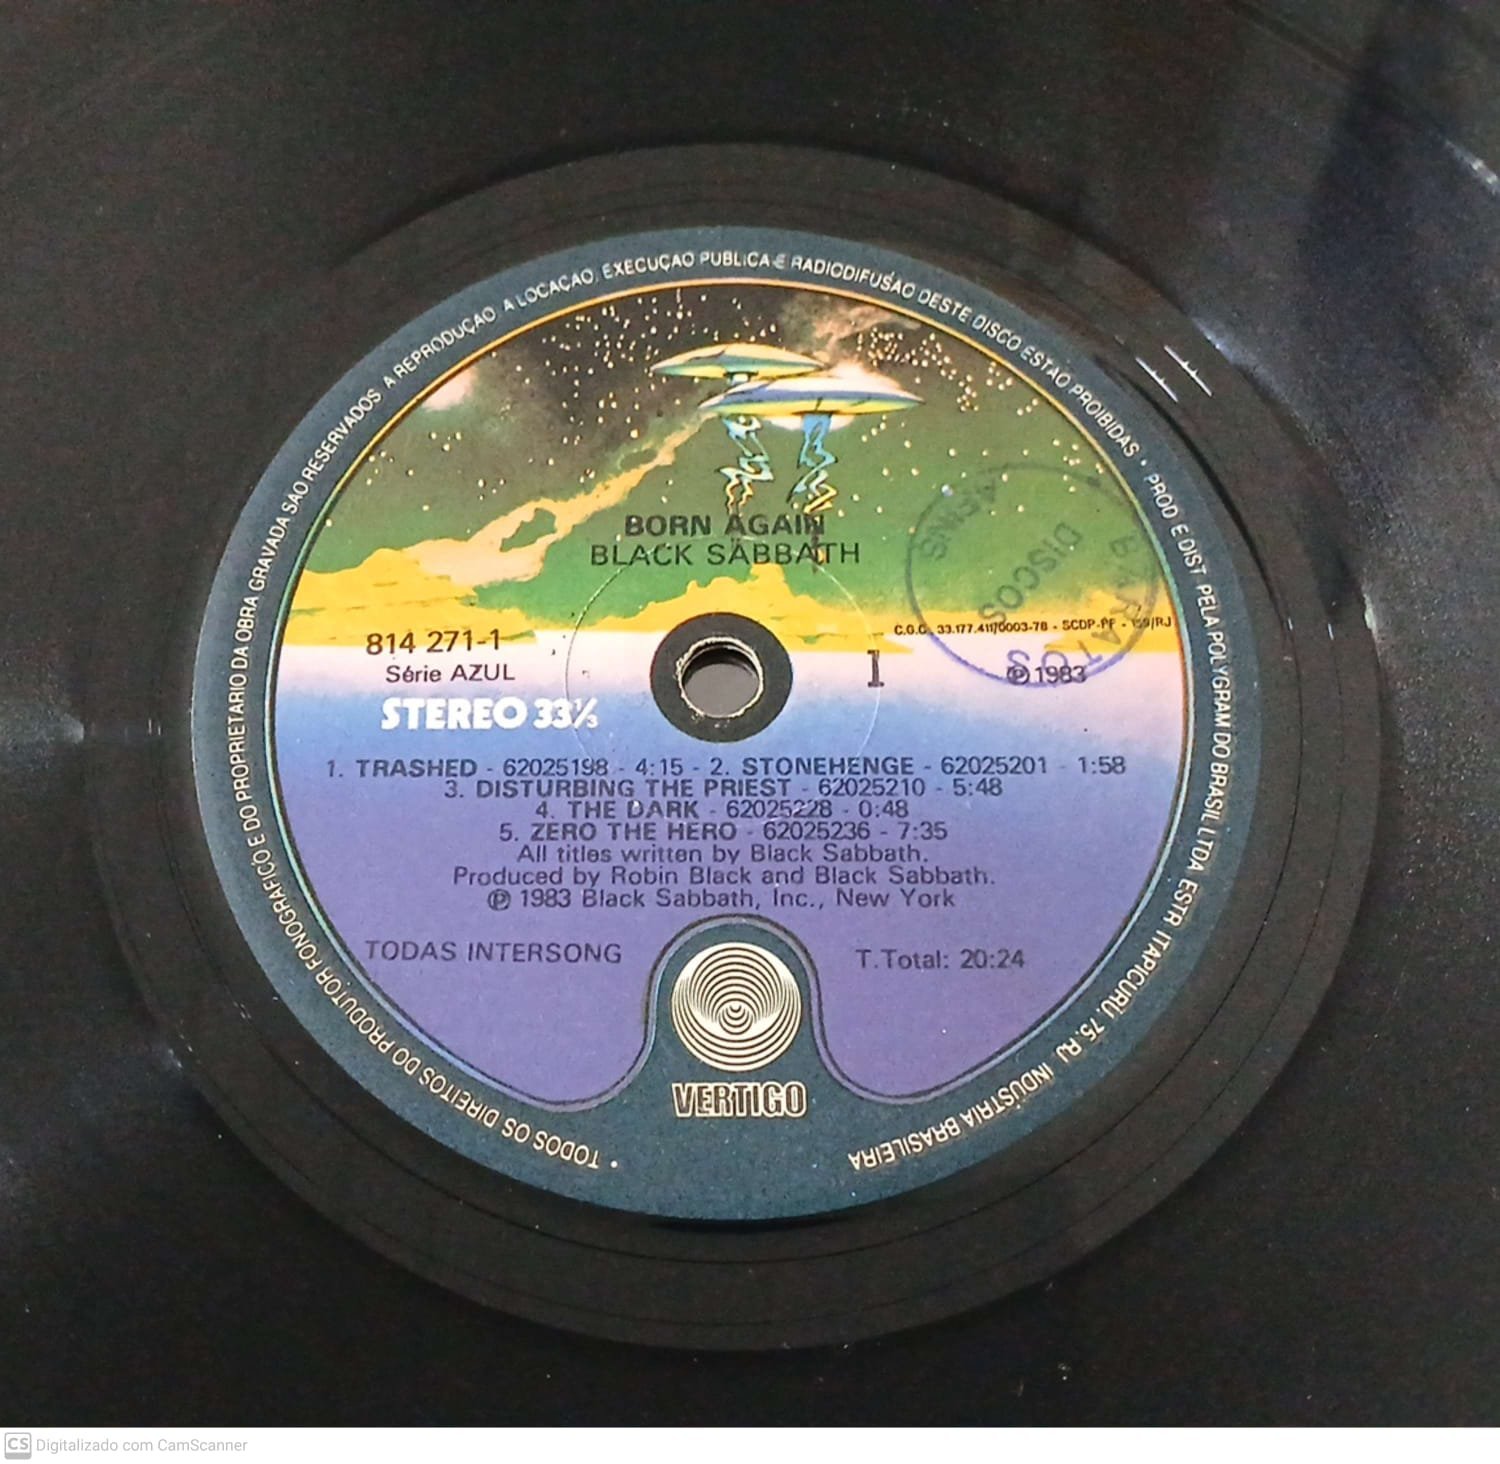 • TODOS OS DIREITOS DO PRODUTOR FONOGRAFICO E DO PROPRIETARIO DA OBRA GRAVADA SAO RESERVADOS. A REPRODUÇAO. A LOCAÇAO. EXECUÇAO PUBLICA E RADIODIFUSAO DESTE DISCO ESTAO PROIBIDAS • PROD E DIST PELA POLYGRAM DO BRASIL LTDA ESTR ITAPICURU, 75. RJ INDUSTRIA BRASILEIRA
BORN AGAIN
BLACK SABBATH
DISCOS
C.G.C. 33.177.411/0003-78 - SCDP-PF - 159/RJ
814 271-1
Série AZUL
1
℗ 1983
STEREO 33⅓
1. TRASHED - 62025198 - 4:15 - 2. STONEHENGE - 62025201 - 1:58
3. DISTURBING THE PRIEST - 62025210 - 5:48
4. THE DARK - 62025228 - 0:48
5. ZERO THE HERO - 62025236 - 7:35
All titles written by Black Sabbath.
Produced by Robin Black and Black Sabbath.
℗ 1983 Black Sabbath, Inc., New York
TODAS INTERSONG
T.Total: 20:24
VERTIGO
CS Digitalizado com CamScanner